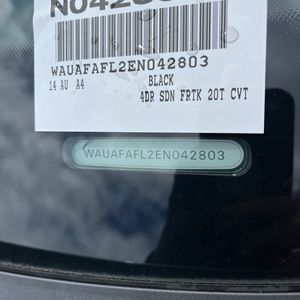 WAUAFAFL2EN042803
14 AU A4 BLACK
4DR SDN FRTK 20T CVT
WAUAFAFL2EN042803